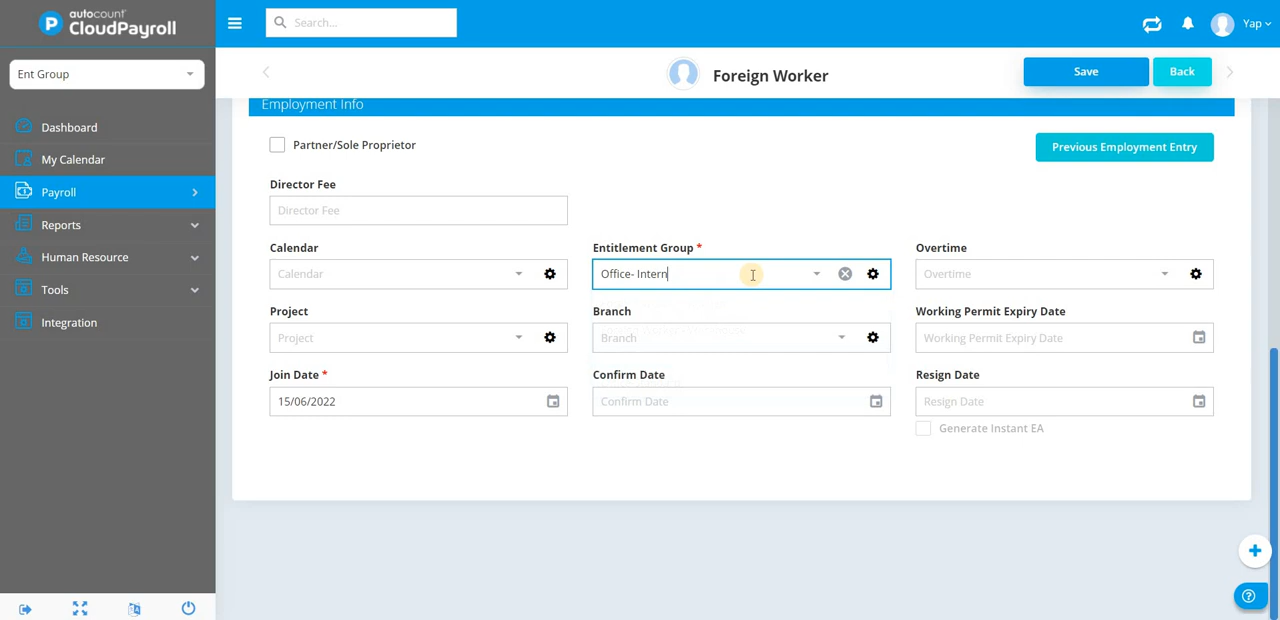 autocount
CloudPayroll
Search...
Yap
Ent Group
Foreign Worker
Save
Back
Dashboard
My Calendar
Payroll
Reports
Human Resource
Tools
Integration
Employment Info
Partner/Sole Proprietor
Previous Employment Entry
Director Fee
Director Fee
Calendar
Entitlement Group *
Overtime
Calendar
Office- Intern
Overtime
Project
Branch
Working Permit Expiry Date
Project
Branch
Working Permit Expiry Date
Join Date *
Confirm Date
Resign Date
15/06/2022
Confirm Date
Resign Date
Generate Instant EA